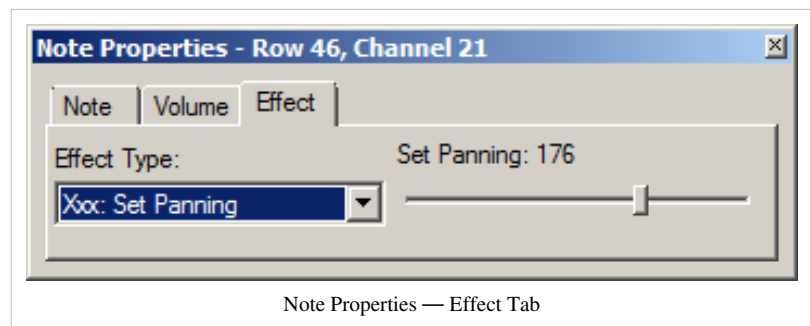 Note Properties - Row 46, Channel 21
Note Volume Effect
Effect Type:
Set Panning: 176
Xxx: Set Panning
Note Properties — Effect Tab